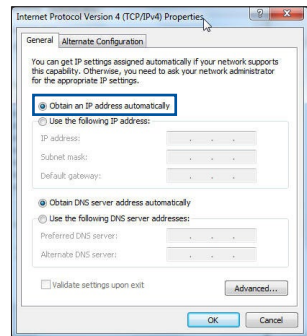 Internet Protocol Version 4 (TCP/IPv4) Properties
General
Alternate Configuration
You can get IP settings assigned automatically if your network supports
this capability. Otherwise, you need to ask your network administrator
for the appropriate IP settings.
Obtain an IP address automatically
Use the following IP address:
IP address:
Subnet mask:
Default gateway:
Obtain DNS server address automatically
Use the following DNS server addresses:
Preferred DNS server:
Alternate DNS server:
Validate settings upon exit
Advanced...
OK
Cancel